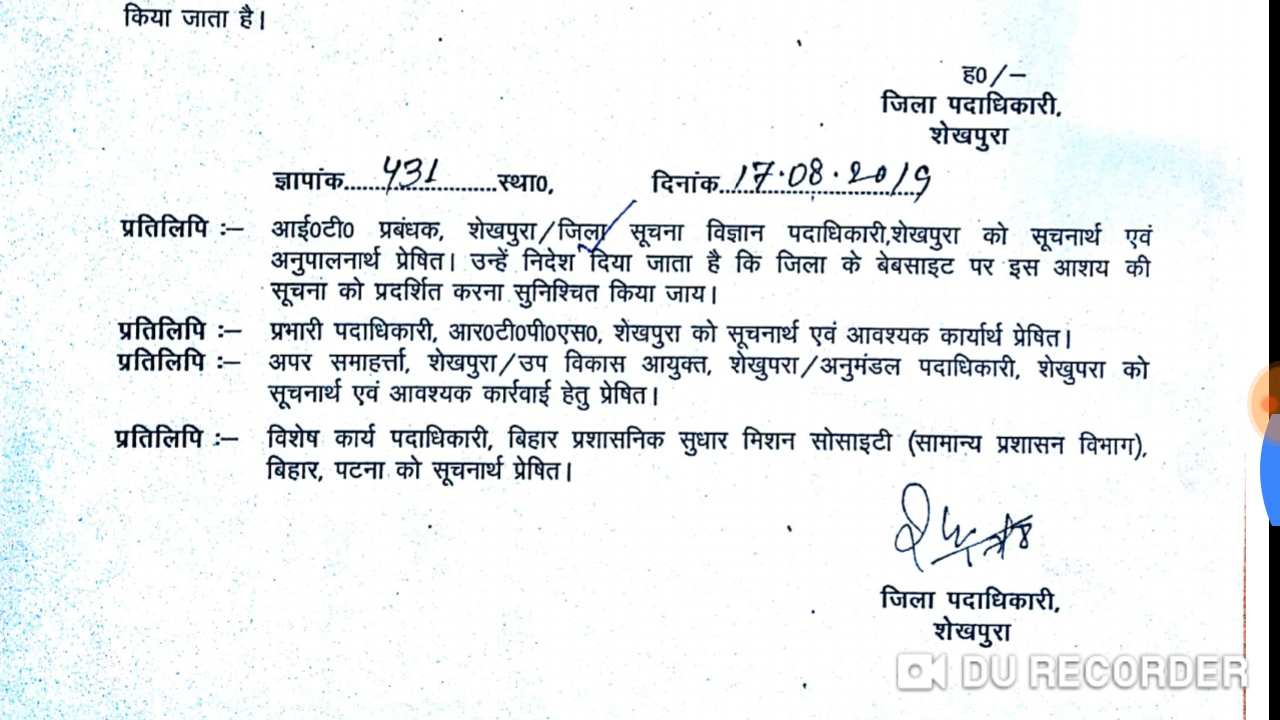 किया जाता है।
ह0/–
जिला पदाधिकारी,
शेखपुरा
ज्ञापांक.....431.....स्था0, दिनांक..17.08.2019
प्रतिलिपि :– आई0टी0 प्रबंधक, शेखपुरा/जिला सूचना विज्ञान पदाधिकारी,शेखपुरा को सूचनार्थ एवं
अनुपालनार्थ प्रेषित। उन्हें निदेश दिया जाता है कि जिला के बेबसाइट पर इस आशय की
सूचना को प्रदर्शित करना सुनिश्चित किया जाय।
प्रतिलिपि :– प्रभारी पदाधिकारी, आर0टी0पी0एस0, शेखपुरा को सूचनार्थ एवं आवश्यक कार्यार्थ प्रेषित।
प्रतिलिपि :– अपर समाहर्त्ता, शेखपुरा/उप विकास आयुक्त, शेखुपरा/अनुमंडल पदाधिकारी, शेखुपरा को
सूचनार्थ एवं आवश्यक कार्रवाई हेतु प्रेषित।
प्रतिलिपि :– विशेष कार्य पदाधिकारी, बिहार प्रशासनिक सुधार मिशन सोसाइटी (सामान्य प्रशासन विभाग),
बिहार, पटना को सूचनार्थ प्रेषित।
जिला पदाधिकारी,
शेखपुरा
DU RECORDER